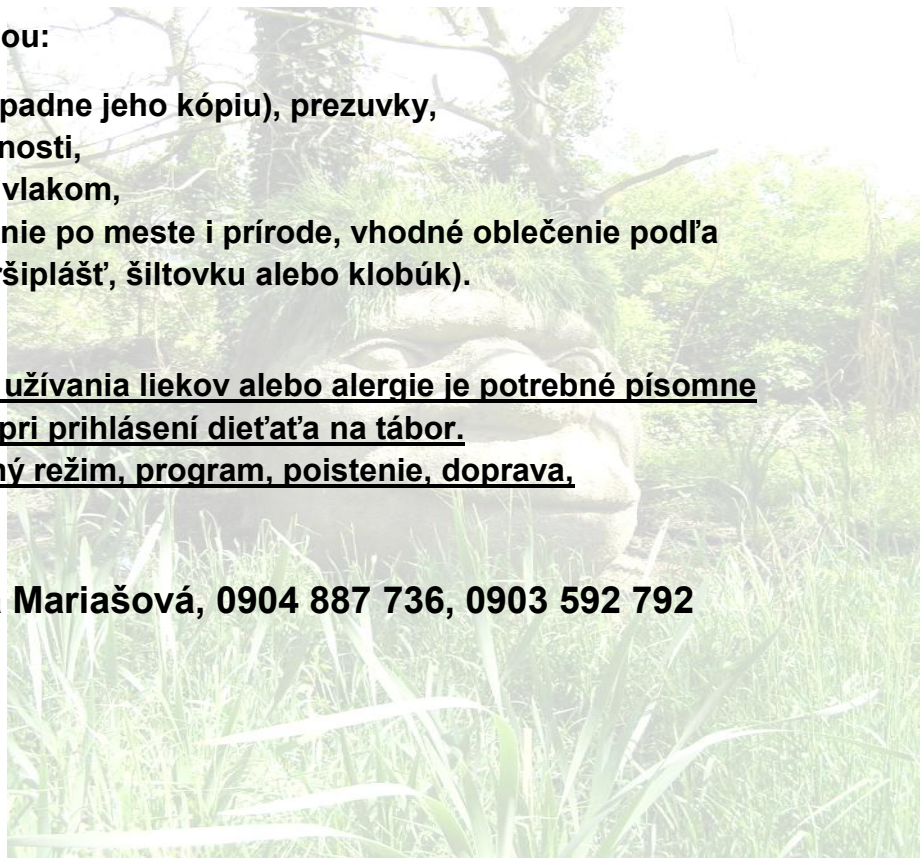 ou:
padne jeho kópiu), prezuvky,
nosti,
vlakom,
nie po meste i prírode, vhodné oblečenie podľa
ršiplášť, šiltovku alebo klobúk).
užívania liekov alebo alergie je potrebné písomne
pri prihlásení dieťaťa na tábor.
ný režim, program, poistenie, doprava,
Mariašová, 0904 887 736, 0903 592 792